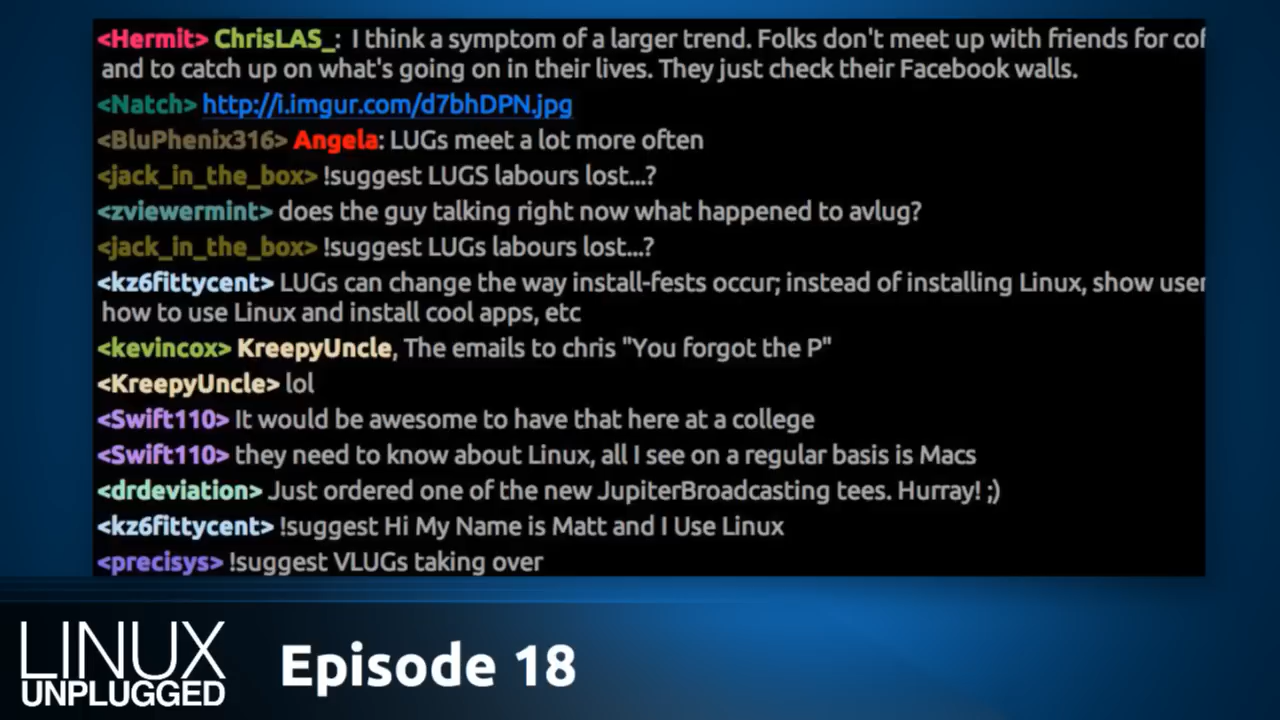 <Hermit> ChrisLAS_: I think a symptom of a larger trend. Folks don't meet up with friends for cof
and to catch up on what's going on in their lives. They just check their Facebook walls.
<Natch> http://i.imgur.com/d7bhDPN.jpg
<BluPhenix316> Angela: LUGs meet a lot more often
<jack_in_the_box> !suggest LUGS labours lost...?
<zviewermint> does the guy talking right now what happened to avlug?
<jack_in_the_box> !suggest LUGs labours lost...?
<kz6fittycent> LUGs can change the way install-fests occur; instead of installing Linux, show user
how to use Linux and install cool apps, etc
<kevincox> KreepyUncle, The emails to chris "You forgot the P"
<KreepyUncle> lol
<Swift110> It would be awesome to have that here at a college
<Swift110> they need to know about Linux, all I see on a regular basis is Macs
<drdeviation> Just ordered one of the new JupiterBroadcasting tees. Hurray! ;)
<kz6fittycent> !suggest Hi My Name is Matt and I Use Linux
<precisys> !suggest VLUGs taking over
LINUX
UNPLUGGED
Episode 18